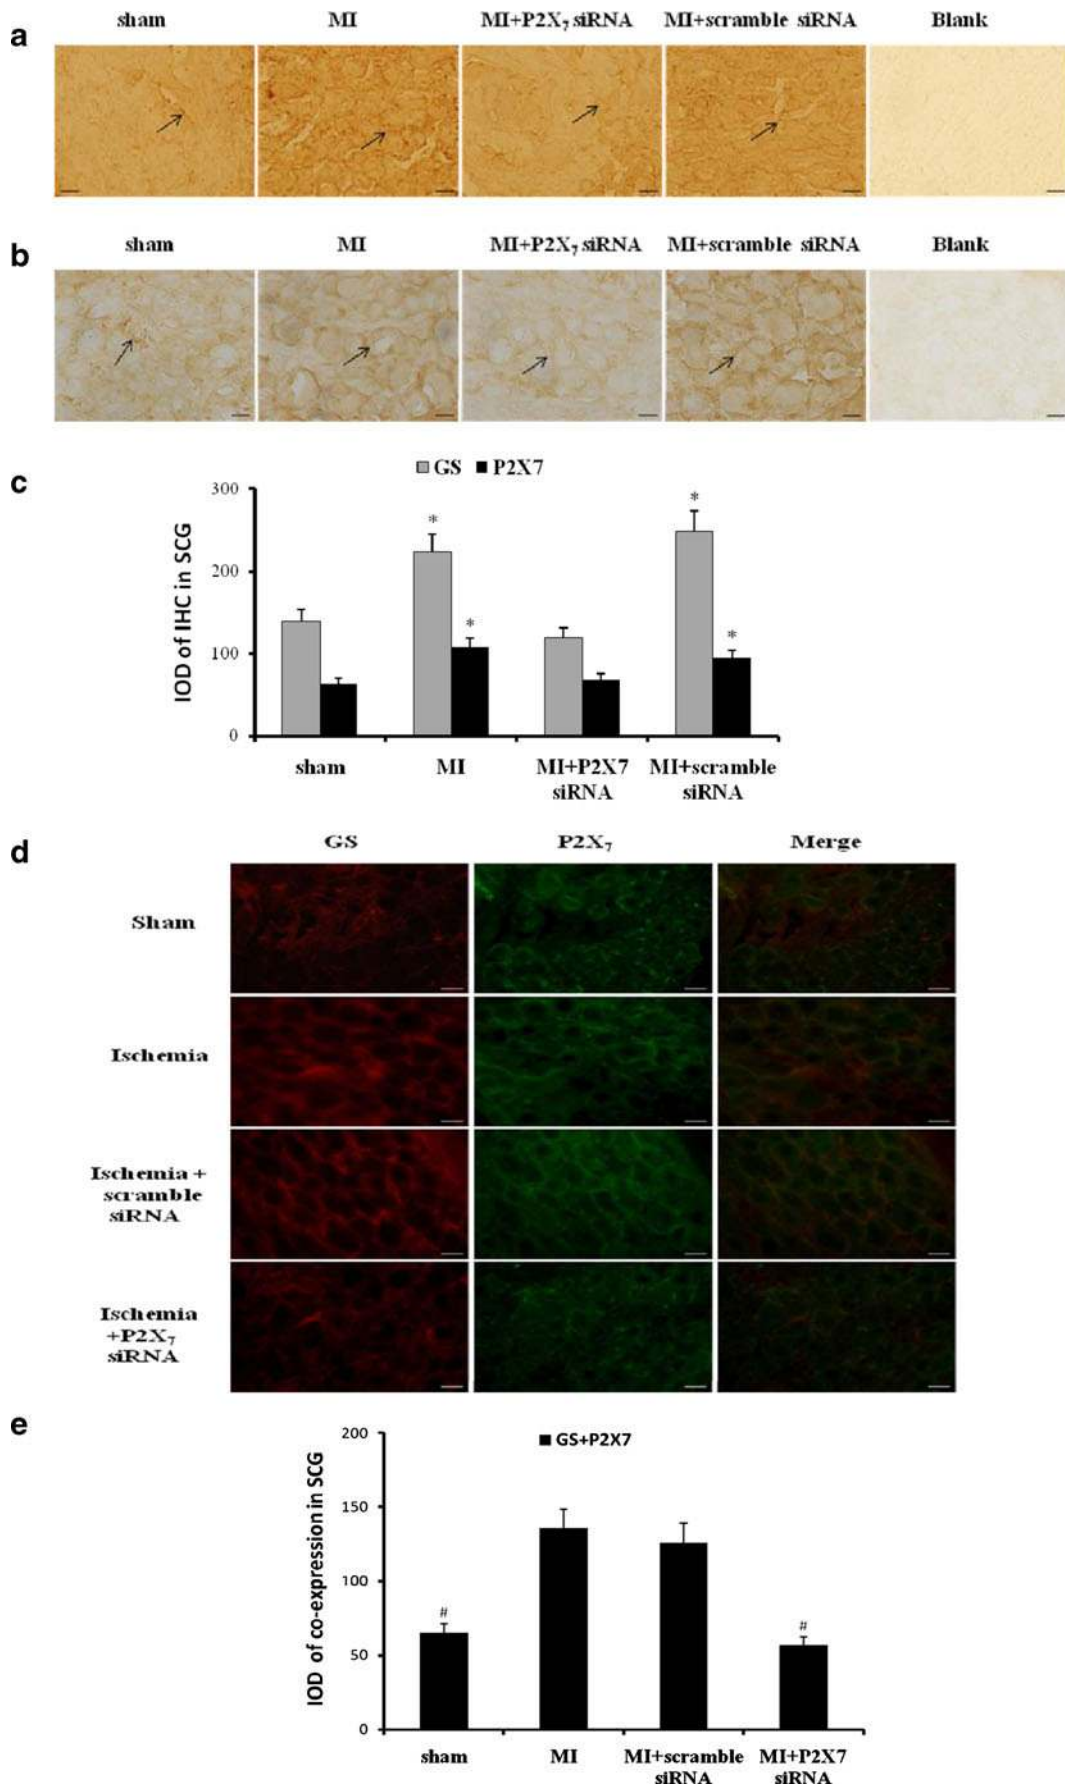 a
sham MI MI+P2X₇ siRNA MI+scramble siRNA Blank
b
sham MI MI+P2X₇ siRNA MI+scramble siRNA Blank
c
GS P2X7
IOD of IHC in SCG
300
200
100
0
* * * *
sham MI MI+P2X7 siRNA MI+scramble siRNA
d
GS P2X₇ Merge
Sham
Ischemia
Ischemia +
scramble
siRNA
Ischemia
+P2X₇
siRNA
e
GS+P2X7
IOD of co-expression in SCG
200
150
100
50
0
# #
sham MI MI+scramble siRNA MI+P2X7 siRNA